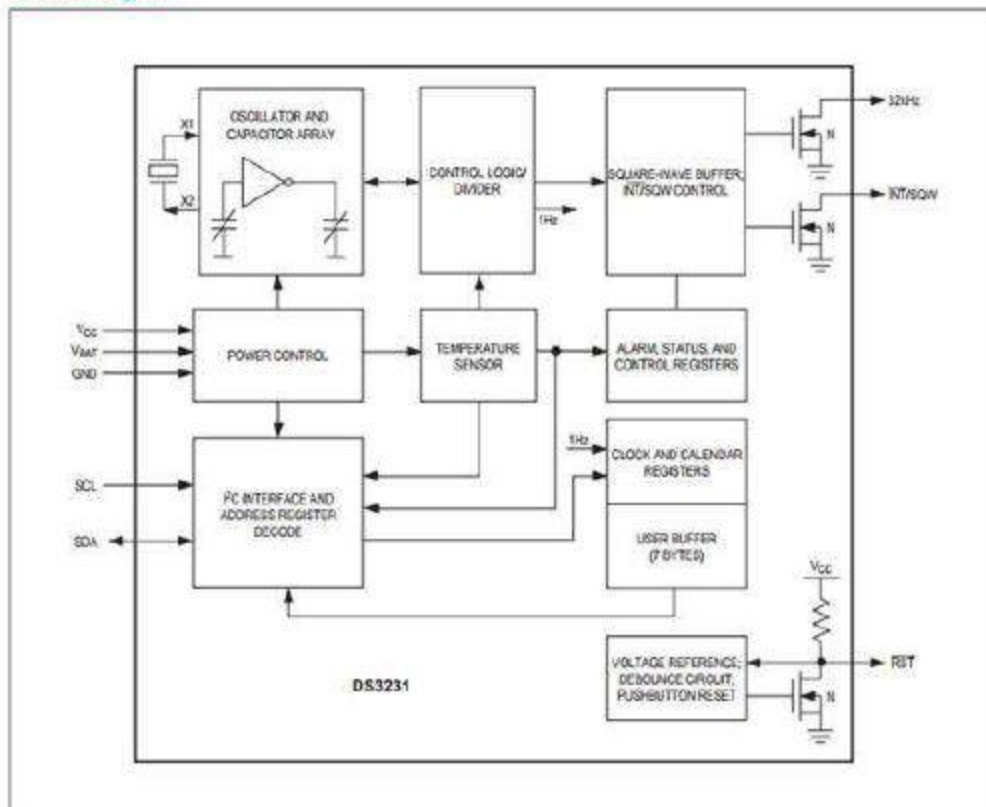 OSCILLATOR AND
CAPACITOR ARRAY
X1
X2
CONTROL LOGIC/
DIVIDER
1Hz
SQUARE-WAVE BUFFER;
INT/SQW CONTROL
32kHz
N
INT/SQW
N
VCC
VBAT
GND
POWER CONTROL
TEMPERATURE
SENSOR
ALARM, STATUS, AND
CONTROL REGISTERS
1Hz
CLOCK AND CALENDAR
REGISTERS
SCL
SDA
I2C INTERFACE AND
ADDRESS REGISTER
DECODE
USER BUFFER
(7 BYTES)
VCC
VOLTAGE REFERENCE;
DEBOUNCE CIRCUIT;
PUSHBUTTON RESET
RST
N
DS3231